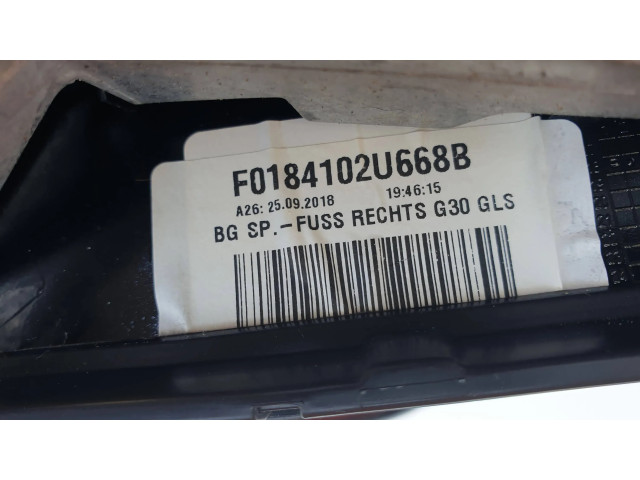 F0184102U668B
A26: 25.09.2018 19:46:15
BG SP.-FUSS RECHTS G30 GLS